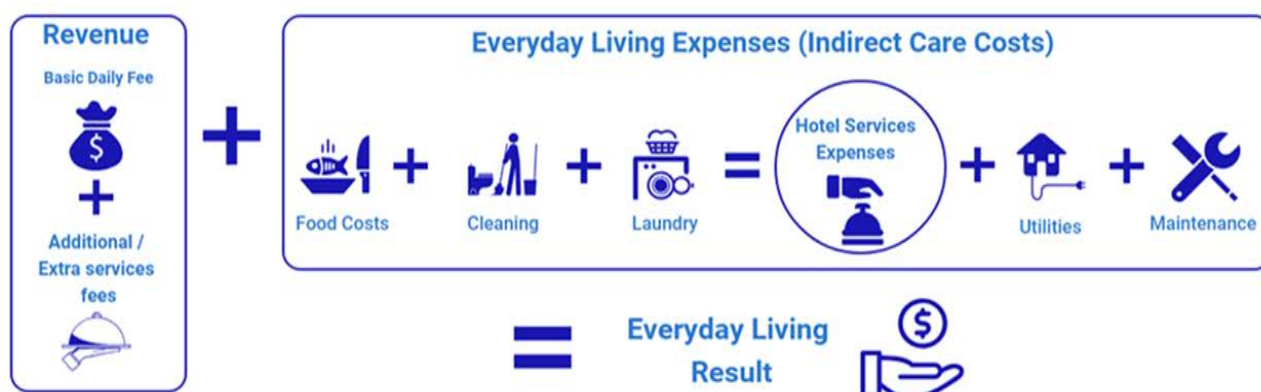 Revenue
Basic Daily Fee
$
+
Additional /
Extra services
fees
+
Everyday Living Expenses (Indirect Care Costs)
Food Costs
+
Cleaning
+
Laundry
=
Hotel Services
Expenses
+
Utilities
+
Maintenance
=
Everyday Living
Result
$